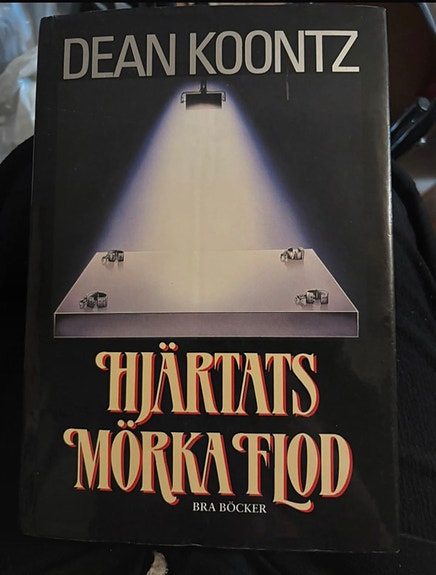 DEAN KOONTZ
HJÄRTATS
MÖRKA FLOD
BRA BÖCKER